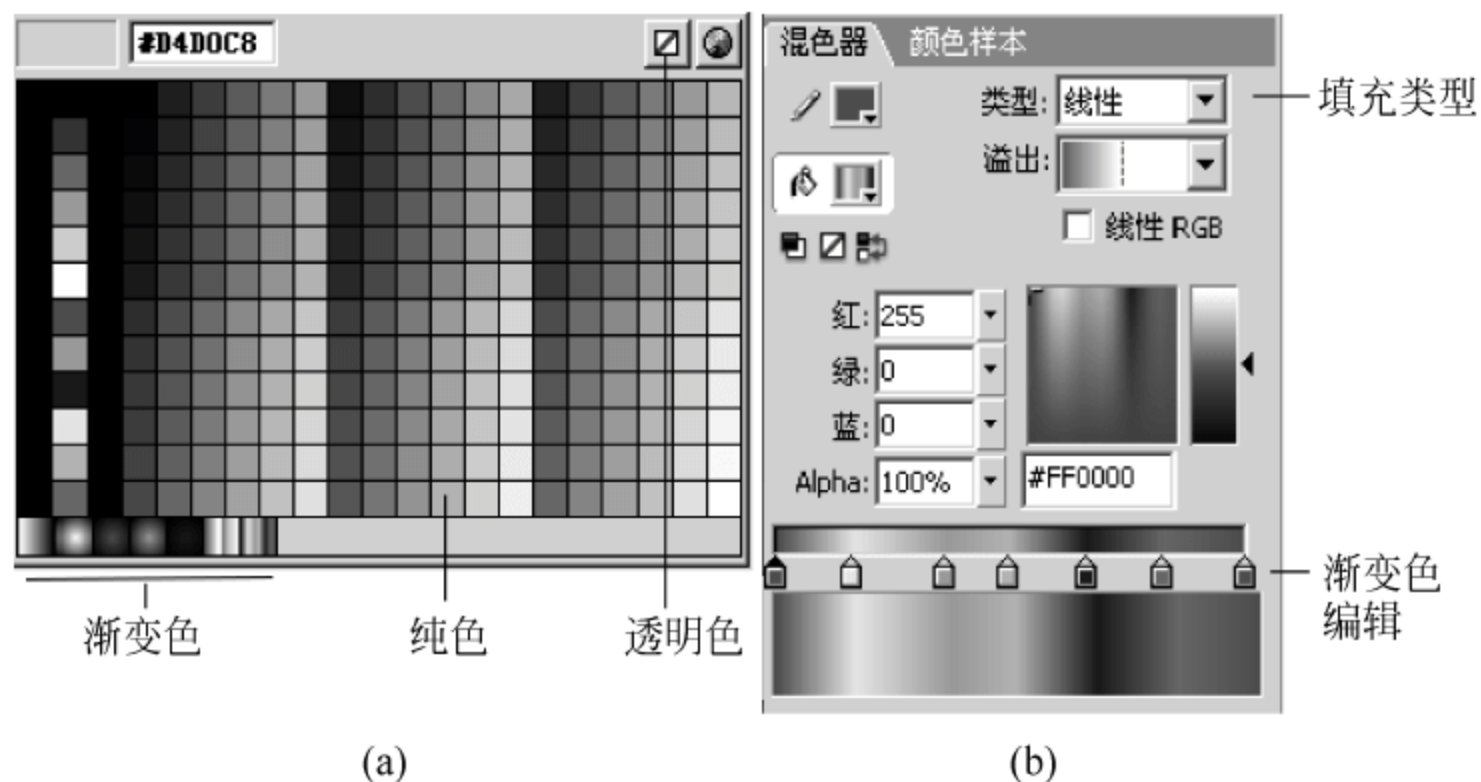 #D4D0C8
渐变色
纯色
透明色
(a)
混色器 颜色样本
类型: 线性
填充类型
溢出:
线性 RGB
红: 255
绿: 0
蓝: 0
Alpha: 100%
#FF0000
渐变色
编辑
(b)